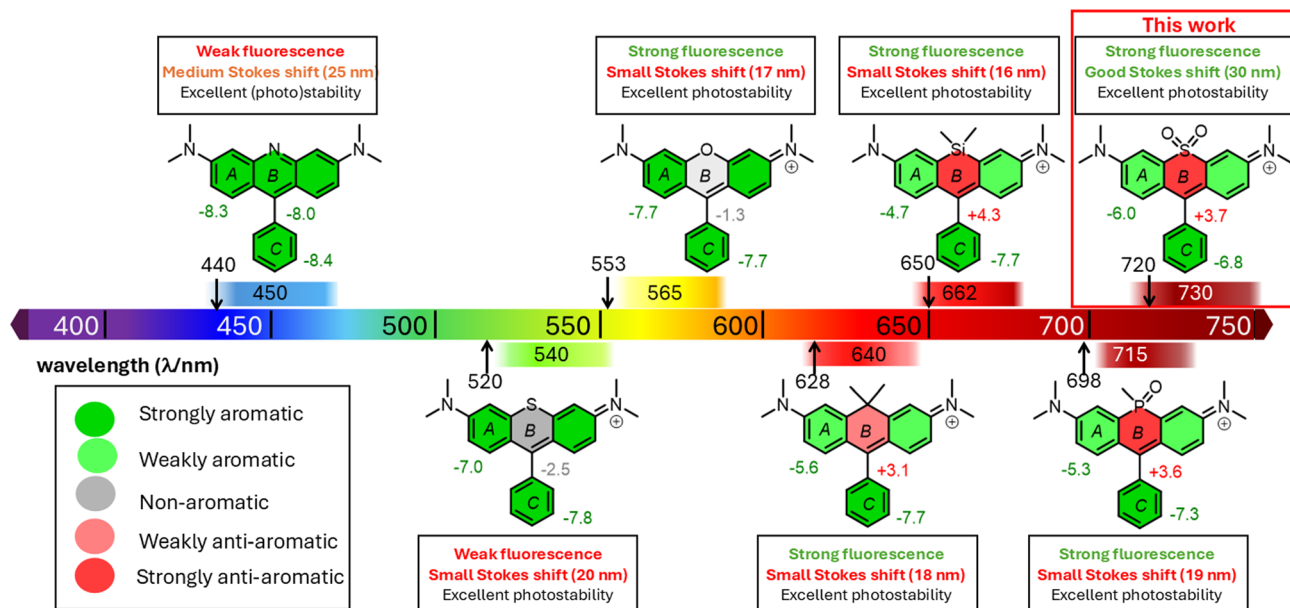 This work
Weak fluorescence
Medium Stokes shift (25 nm)
Excellent (photo)stability
Strong fluorescence
Small Stokes shift (17 nm)
Excellent photostability
Strong fluorescence
Small Stokes shift (16 nm)
Excellent photostability
Strong fluorescence
Good Stokes shift (30 nm)
Excellent photostability
N N N
A B
-8.3 -8.0
C
-8.4
O
N N
⊕
A B
-7.7 -1.3
C
-7.7
Si
N N
⊕
A B
-4.7 +4.3
C
-7.7
O O
S
N N
⊕
A B
-6.0 +3.7
C
-6.8
440 553 650 720
450 565 662 730
400 450 500 550 600 650 700 750
wavelength (λ/nm)
540 640 715
520 628 698
Strongly aromatic
Weakly aromatic
Non-aromatic
Weakly anti-aromatic
Strongly anti-aromatic
S
N N
⊕
A B
-7.0 -2.5
C
-7.8
N N
⊕
A B
-5.6 +3.1
C
-7.7
O
P
N N
⊕
A B
-5.3 +3.6
C
-7.3
Weak fluorescence
Small Stokes shift (20 nm)
Excellent photostability
Strong fluorescence
Small Stokes shift (18 nm)
Excellent photostability
Strong fluorescence
Small Stokes shift (19 nm)
Excellent photostability